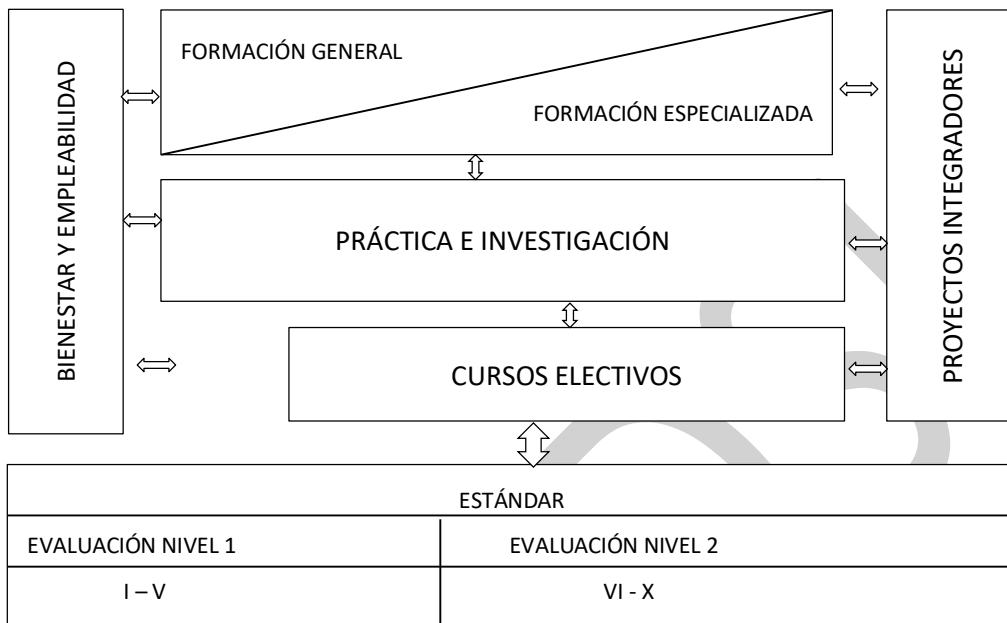 BIENESTAR Y EMPLEABILIDAD
FORMACIÓN GENERAL
FORMACIÓN ESPECIALIZADA
PRÁCTICA E INVESTIGACIÓN
CURSOS ELECTIVOS
PROYECTOS INTEGRADORES
ESTÁNDAR
EVALUACIÓN NIVEL 1
EVALUACIÓN NIVEL 2
I – V
VI - X